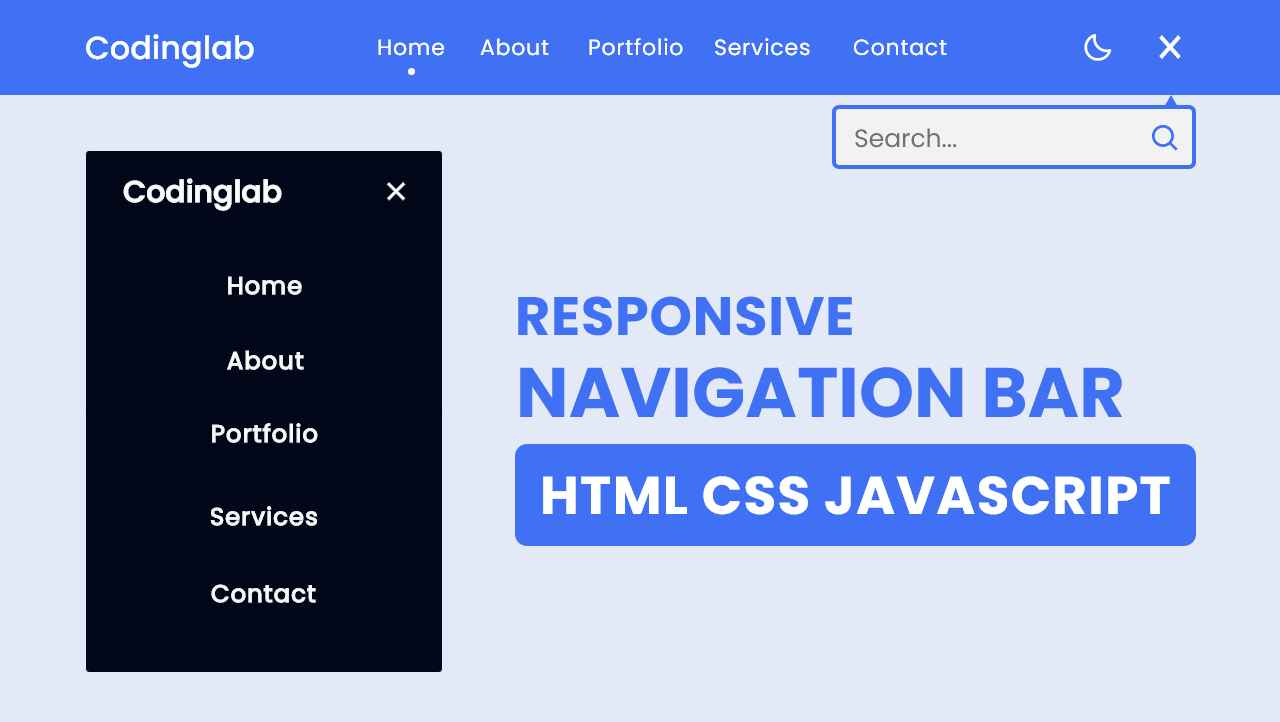 Codinglab Home About Portfolio Services Contact
Search...
Codinglab
Home
About
Portfolio
Services
Contact
RESPONSIVE
NAVIGATION BAR
HTML CSS JAVASCRIPT